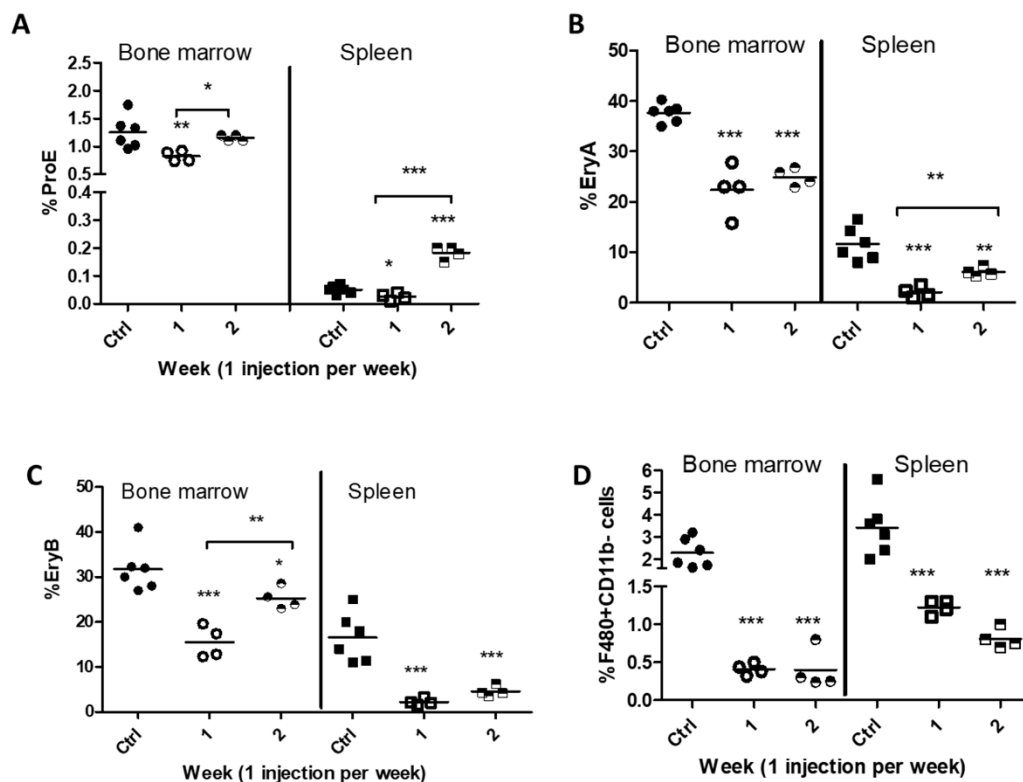 A
Bone marrow
Spleen
%ProE
2.5
2.0
1.5
1.0
0.5
0.4
0.3
0.2
0.1
0.0
*
**
***
*
***
Ctrl
1
2
Ctrl
1
2
Week (1 injection per week)
B
Bone marrow
Spleen
%EryA
50
40
30
20
10
0
***
***
**
***
**
Ctrl
1
2
Ctrl
1
2
Week (1 injection per week)
C
Bone marrow
Spleen
%EryB
50
40
30
20
10
0
**
***
*
***
***
Ctrl
1
2
Ctrl
1
2
Week (1 injection per week)
D
Bone marrow
Spleen
%F480+CD11b- cells
6
5
4
3
2
1.5
1.0
0.5
0.0
***
***
***
***
Ctrl
1
2
Ctrl
1
2
Week (1 injection per week)